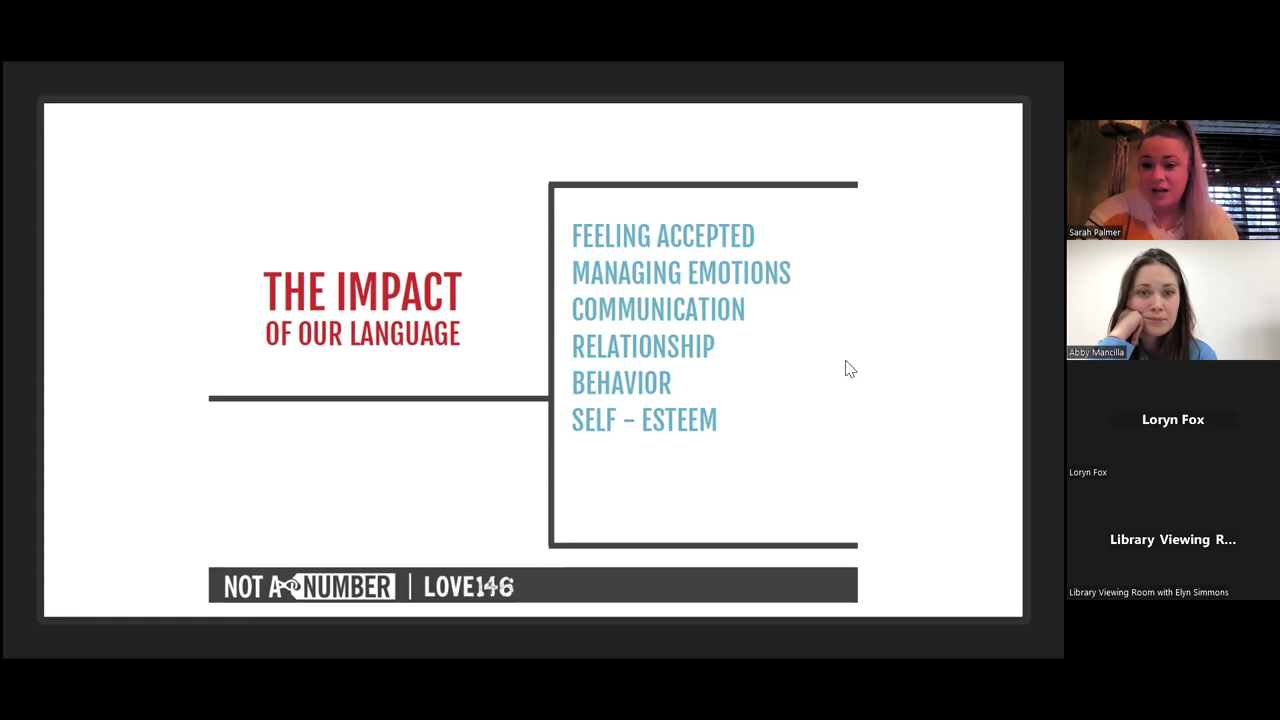 THE IMPACT
OF OUR LANGUAGE
FEELING ACCEPTED
MANAGING EMOTIONS
COMMUNICATION
RELATIONSHIP
BEHAVIOR
SELF - ESTEEM
NOT A NUMBER | LOVE146
Sarah Palmer
Abby Mancilla
Loryn Fox
Loryn Fox
Library Viewing R...
Library Viewing Room with Elyn Simmons